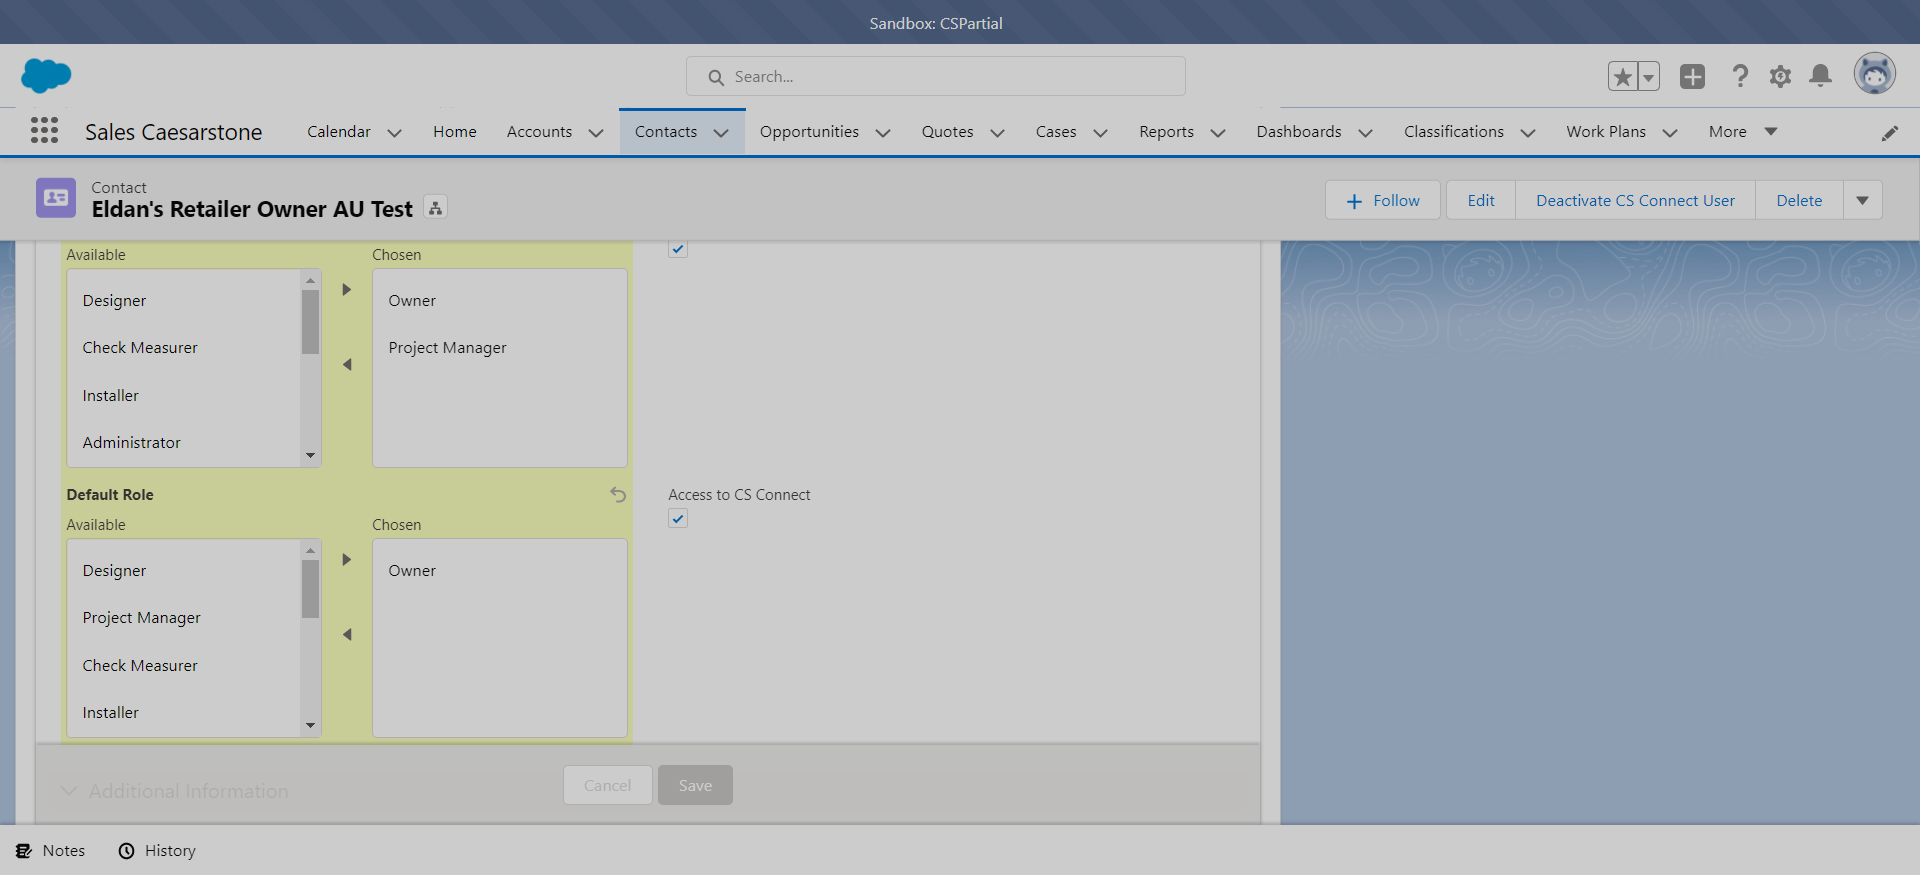 Sandbox: CSPartial
Search...
Sales Caesarstone
Calendar
Home
Accounts
Contacts
Opportunities
Quotes
Cases
Reports
Dashboards
Classifications
Work Plans
More
Contact
Eldan's Retailer Owner AU Test
Follow
Edit
Deactivate CS Connect User
Delete
Available
Chosen
Designer
Check Measurer
Installer
Administrator
Owner
Project Manager
Default Role
Access to CS Connect
Available
Chosen
Designer
Project Manager
Check Measurer
Installer
Owner
Additional Information
Cancel
Save
Notes
History